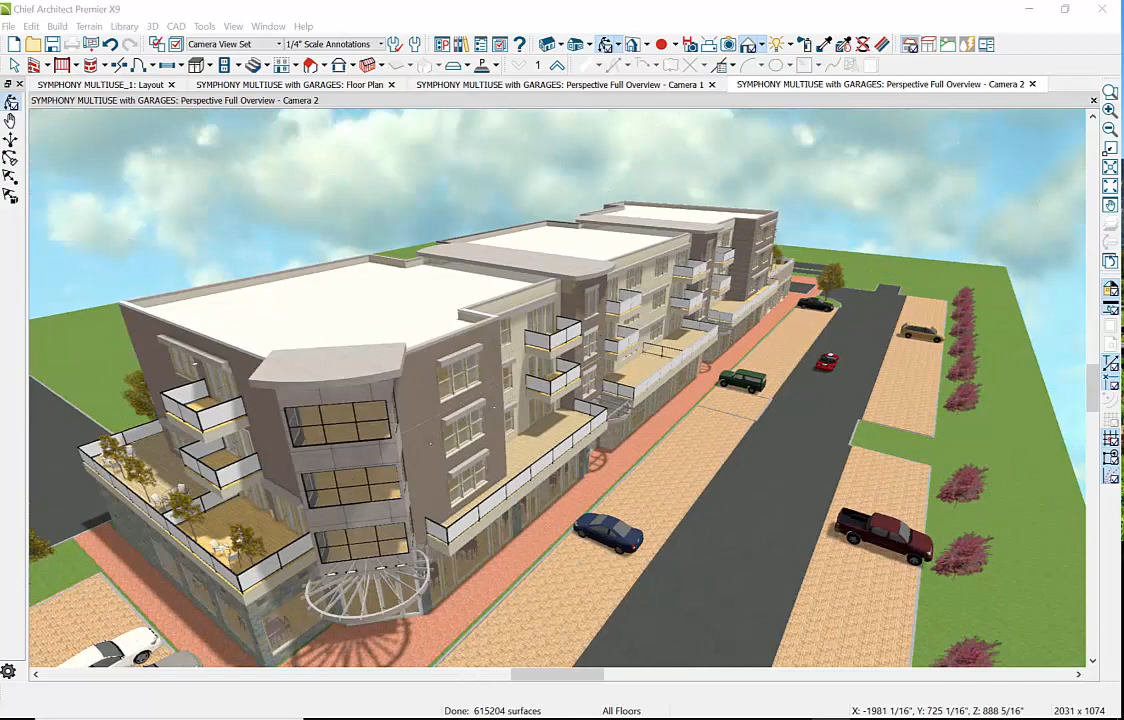 Chief Architect Premier X9
File Edit Build Terrain Library 3D CAD Tools View Window Help
Camera View Set 1/4" Scale Annotations
1
SYMPHONY MULTIUSE_1: Layout SYMPHONY MULTIUSE with GARAGES: Floor Plan SYMPHONY MULTIUSE with GARAGES: Perspective Full Overview - Camera 1 SYMPHONY MULTIUSE with GARAGES: Perspective Full Overview - Camera 2
SYMPHONY MULTIUSE with GARAGES: Perspective Full Overview - Camera 2
Done: 615204 surfaces All Floors X: -1981 1/16", Y: 725 1/16", Z: 888 5/16" 2031 x 1074